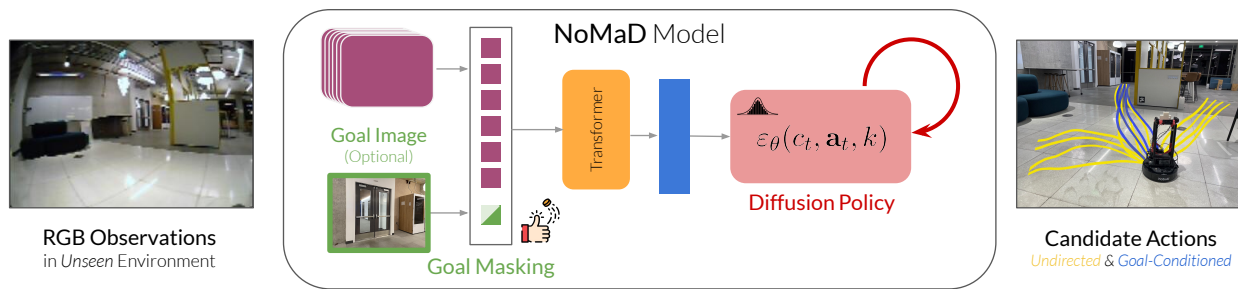 NoMaD Model
Goal Image
(Optional)
Transformer
εθ(ct, at, k)
Diffusion Policy
Goal Masking
RGB Observations
in Unseen Environment
Candidate Actions
Undirected & Goal-Conditioned